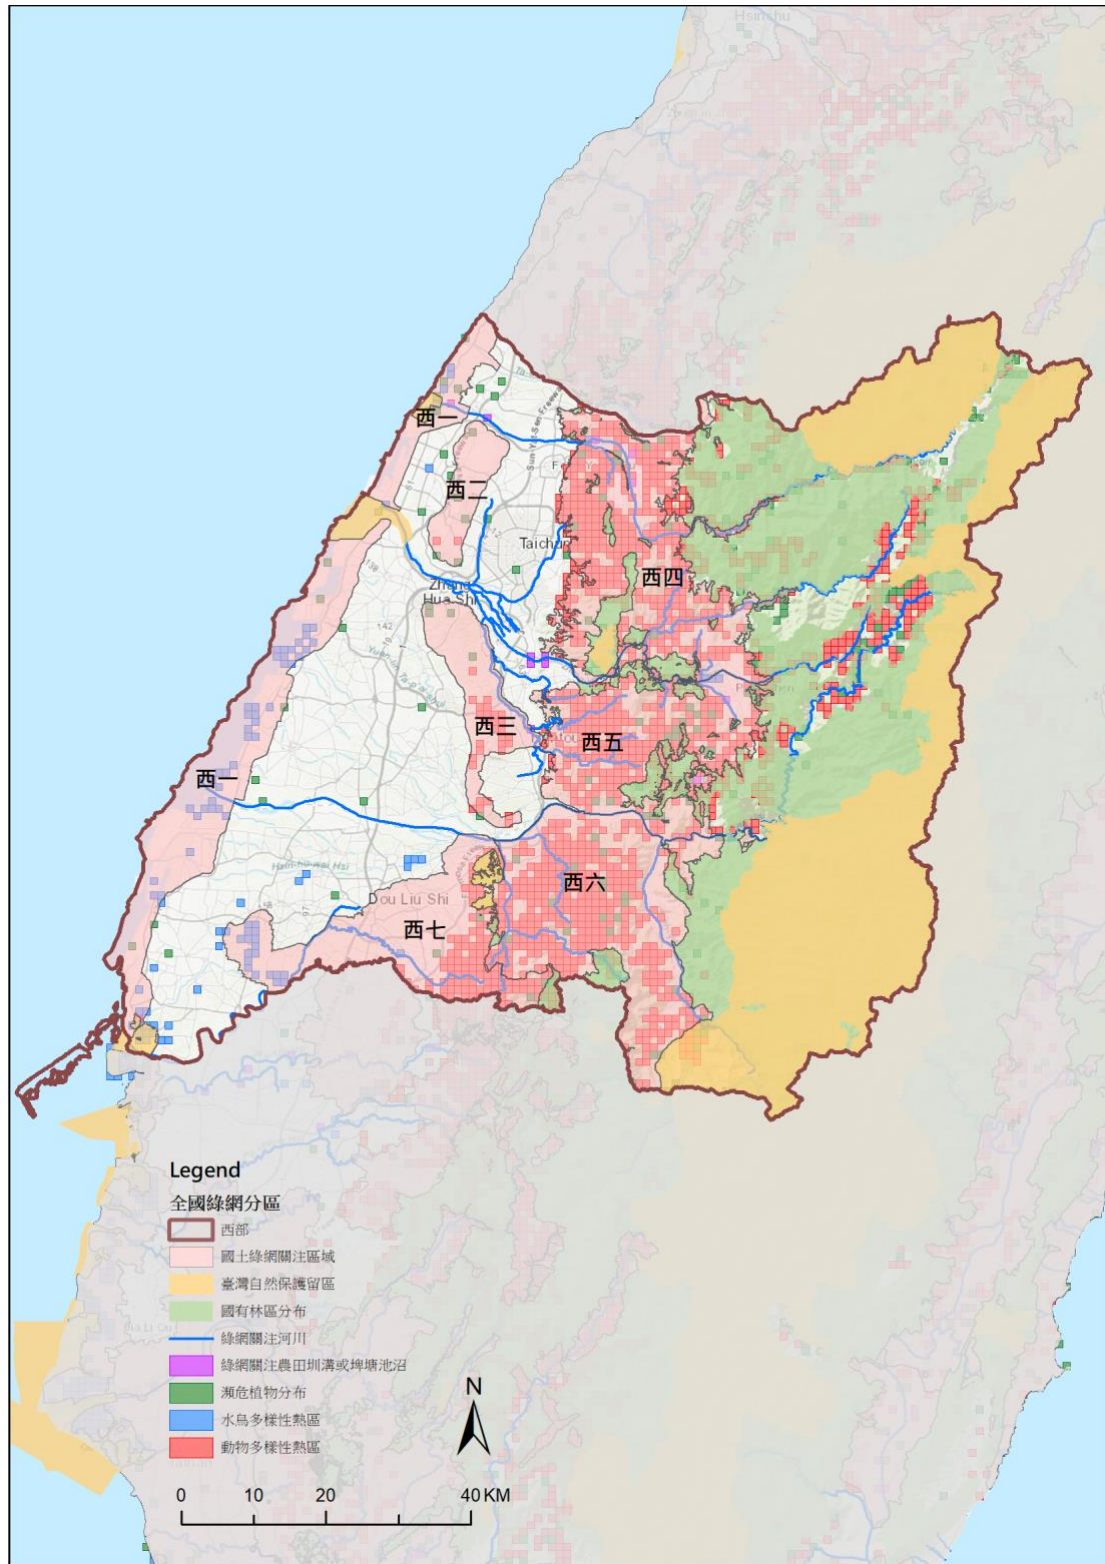 Hsinchu
西一
西二
Taichun
西四
Zhang
Hua Shi
138
142
西三
西五
西一
西六
Dou Liu Shi
西七
Legend
全國綠網分區
西部
國土綠網關注區域
臺灣自然保護留區
國有林區分布
綠網關注河川
綠網關注農田圳溝或埤塘池沼
瀕危植物分布
水鳥多樣性熱區
動物多樣性熱區
N
0 10 20 40 KM